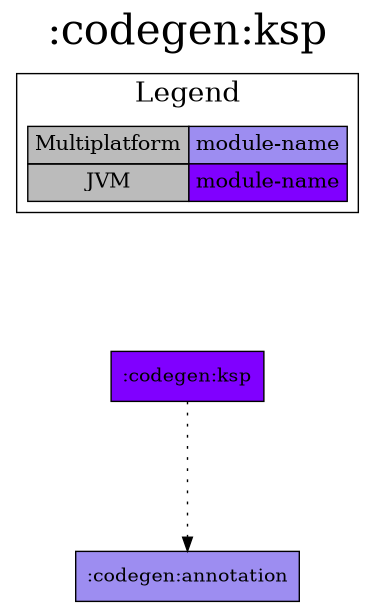 :codegen:ksp
Legend
Multiplatform module-name
JVM module-name
:codegen:ksp
:codegen:annotation